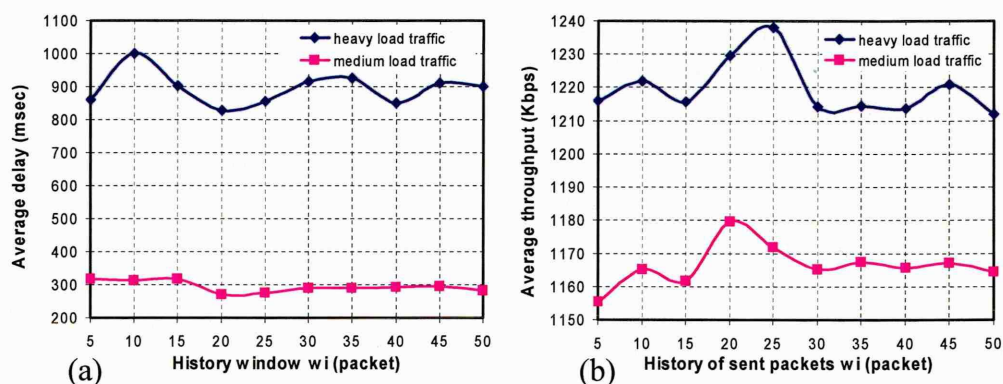 1100
1000
900
800
700
600
500
400
300
200
Average delay (msec)
heavy load traffic
medium load traffic
5 10 15 20 25 30 35 40 45 50
History window wi (packet)
(a)
1240
1230
1220
1210
1200
1190
1180
1170
1160
1150
Average throughput (Kbps)
heavy load traffic
medium load traffic
5 10 15 20 25 30 35 40 45 50
History of sent packets wi (packet)
(b)